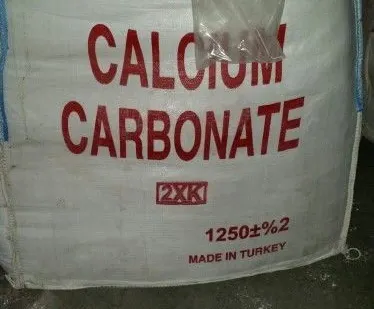 CALCIUM
CARBONATE
2XK
1250±%2
MADE IN TURKEY